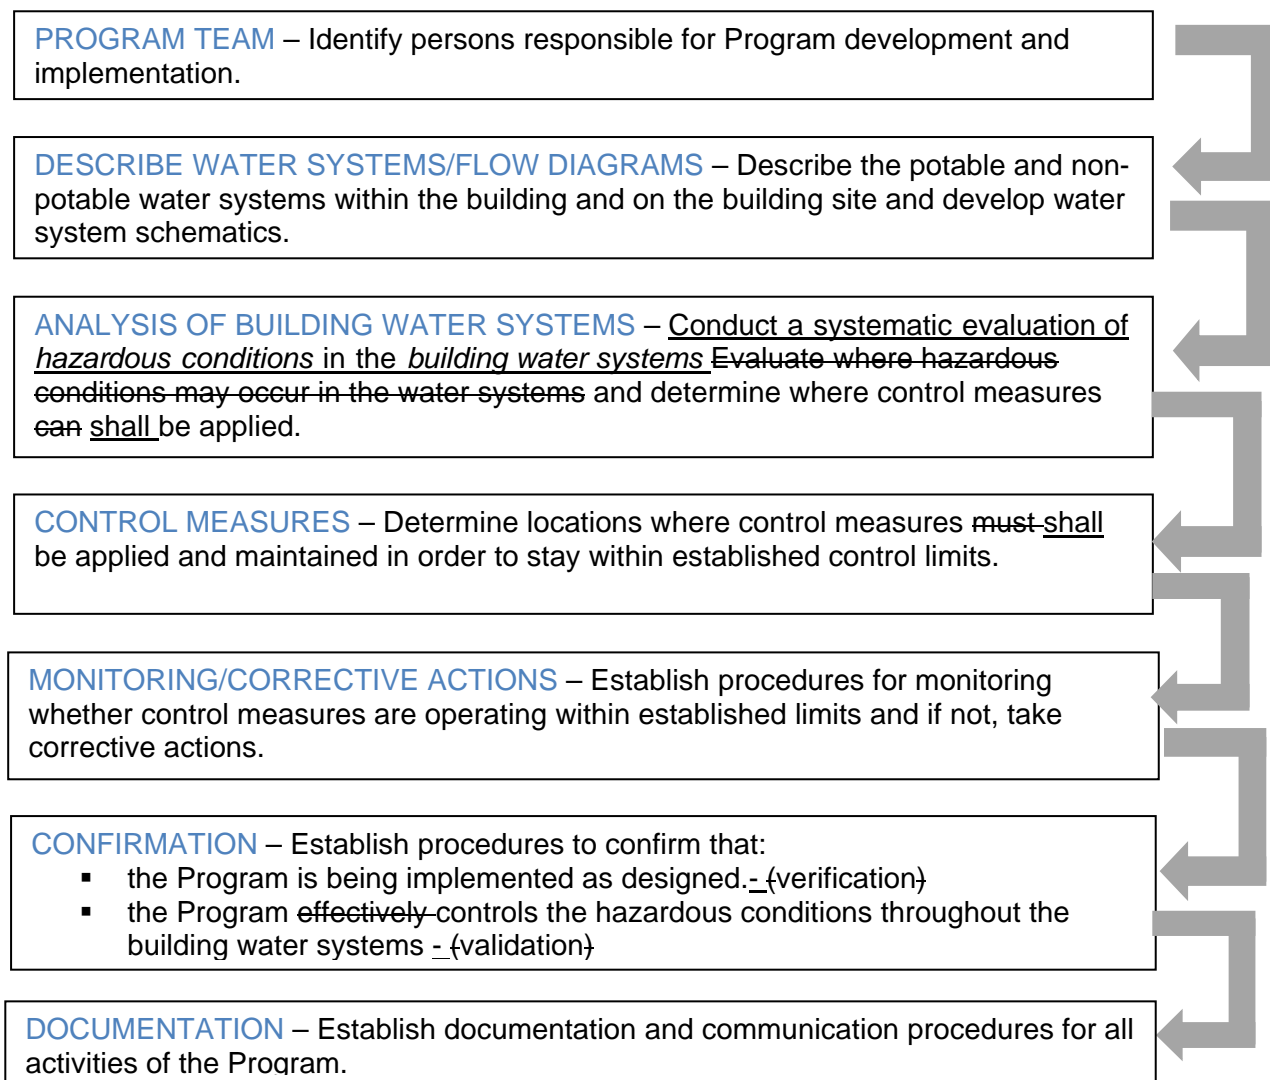 PROGRAM TEAM – Identify persons responsible for Program development and
implementation.
DESCRIBE WATER SYSTEMS/FLOW DIAGRAMS – Describe the potable and non-
potable water systems within the building and on the building site and develop water
system schematics.
ANALYSIS OF BUILDING WATER SYSTEMS – Conduct a systematic evaluation of
hazardous conditions in the building water systems Evaluate where hazardous
conditions may occur in the water systems and determine where control measures
can shall be applied.
CONTROL MEASURES – Determine locations where control measures must shall
be applied and maintained in order to stay within established control limits.
MONITORING/CORRECTIVE ACTIONS – Establish procedures for monitoring
whether control measures are operating within established limits and if not, take
corrective actions.
CONFIRMATION – Establish procedures to confirm that:
▪ the Program is being implemented as designed.- (verification)
▪ the Program effectively controls the hazardous conditions throughout the
building water systems - (validation)
DOCUMENTATION – Establish documentation and communication procedures for all
activities of the Program.